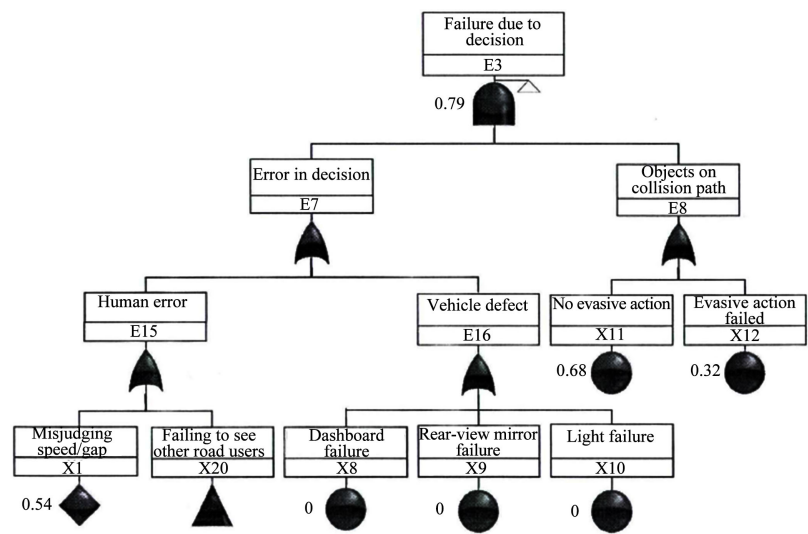 Failure due to
decision
E3
0.79
Error in decision
E7
Objects on
collision path
E8
Human error
E15
Vehicle defect
E16
No evasive action
X11
0.68
Evasive action
failed
X12
0.32
Misjudging
speed/gap
X1
0.54
Failing to see
other road users
X20
Dashboard
failure
X8
0
Rear-view mirror
failure
X9
0
Light failure
X10
0